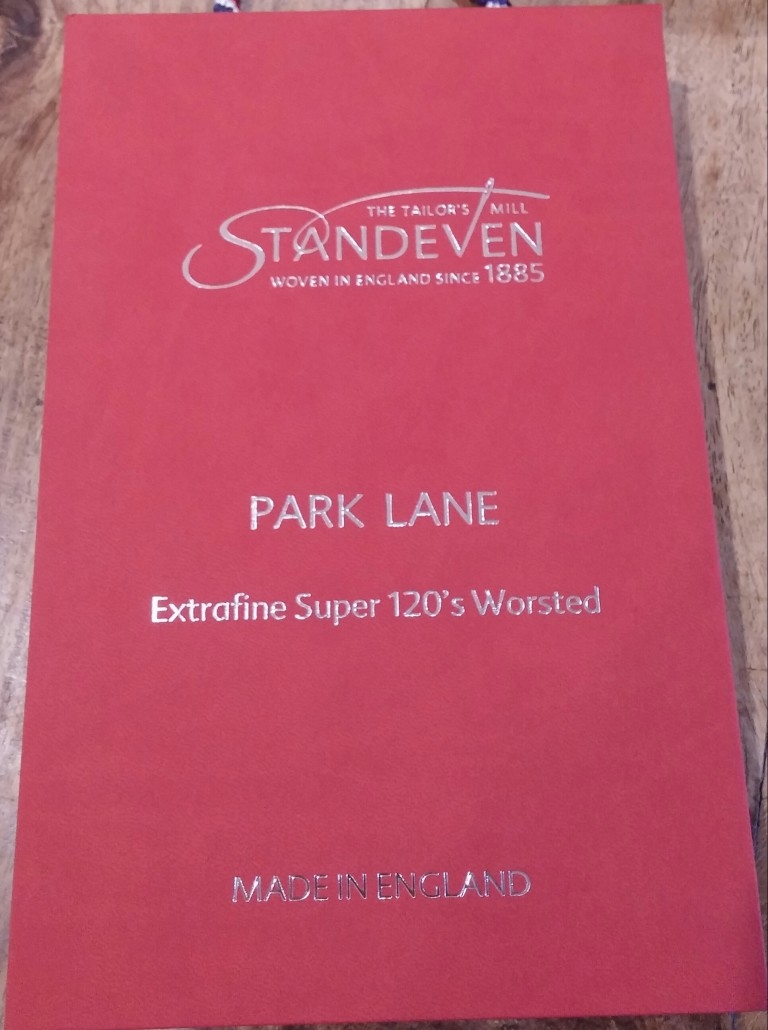 THE TAILOR'S MILL
STANDEVEN
WOVEN IN ENGLAND SINCE 1885
PARK LANE
Extrafine Super 120's Worsted
MADE IN ENGLAND